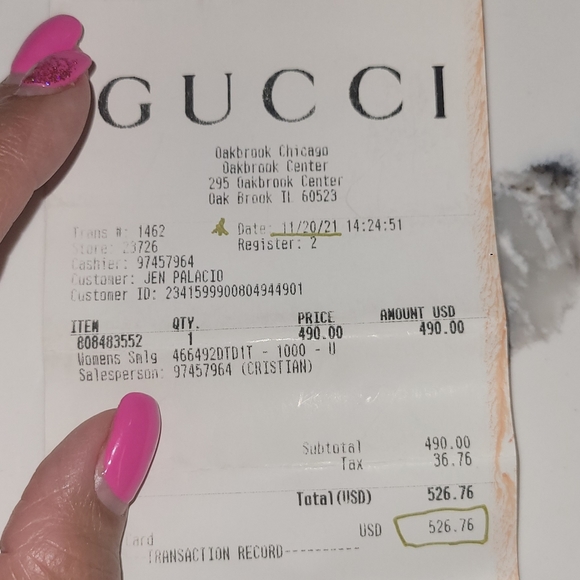 GUCCI
Oakbrook Chicago
Oakbrook Center
295 Oakbrook Center
Oak Brook IL 60523
Trans #: 1462 Date: 11/20/21 14:24:51
Store: 23726 Register: 2
Cashier: 97457964
Customer: JEN PALACIO
Customer ID: 2341599900804944901
ITEM QTY. PRICE AMOUNT USD
808483552 1 490.00 490.00
Womens Smlg 466492DTD1T - 1000 - U
Salesperson: 97457964 (CRISTIAN)
Subtotal 490.00
Tax 36.76
Total(USD) 526.76
Card USD 526.76
TRANSACTION RECORD----------